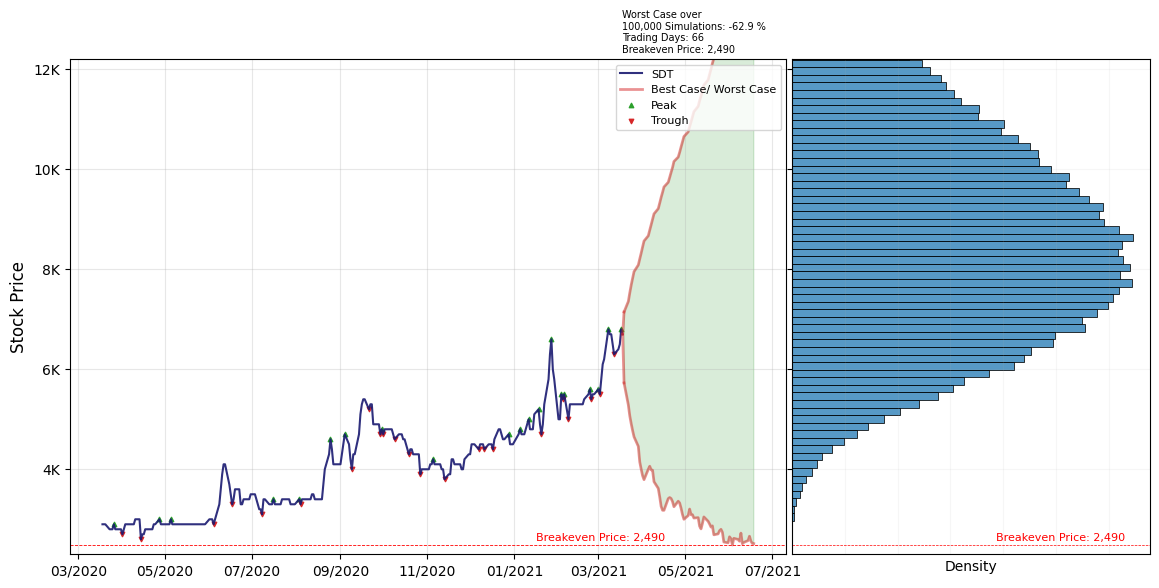 Worst Case over
100,000 Simulations: -62.9 %
Trading Days: 66
Breakeven Price: 2,490
12K
10K
8K
6K
4K
Stock Price
SDT
Best Case/ Worst Case
Peak
Trough
Breakeven Price: 2,490
Breakeven Price: 2,490
03/2020
05/2020
07/2020
09/2020
11/2020
01/2021
03/2021
05/2021
07/2021
Density